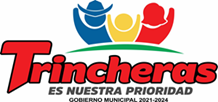 Trincheras
ES NUESTRA PRIORIDAD
GOBIERNO MUNICIPAL 2021-2024